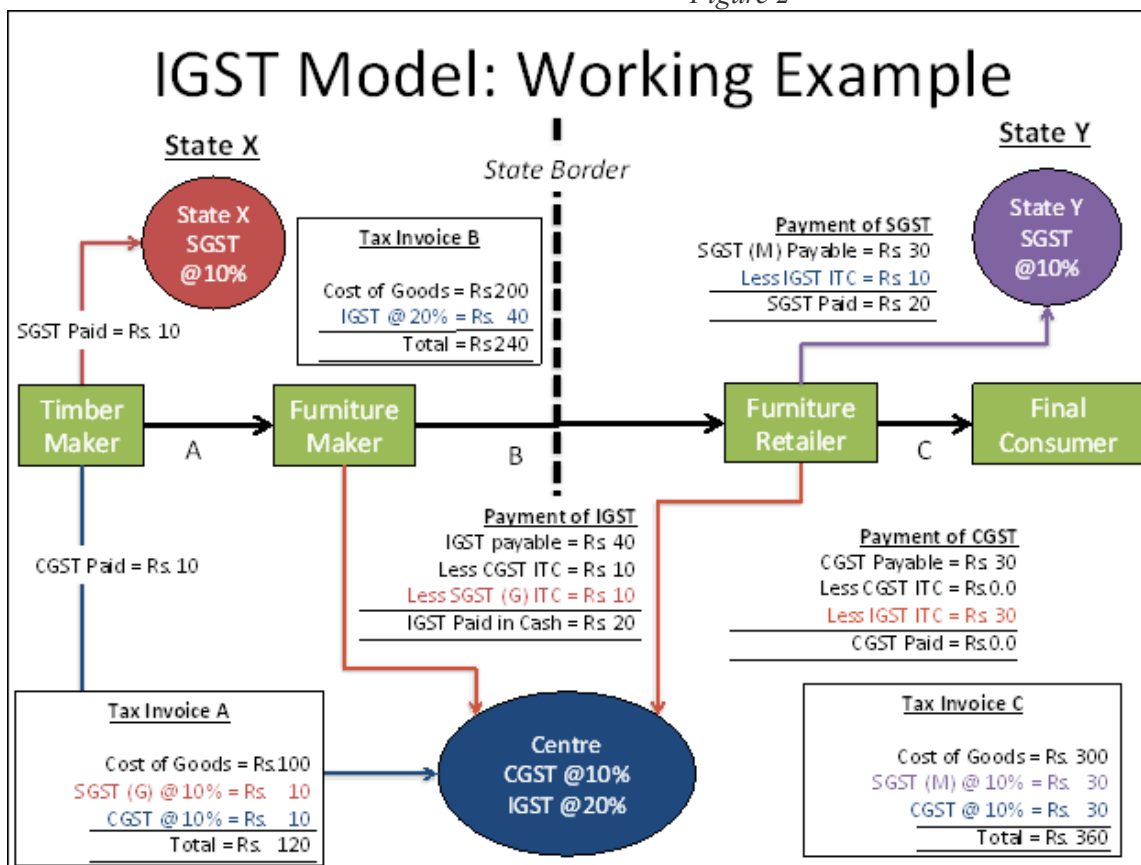 Figure 2
IGST Model: Working Example
State X
State Border
State Y
State X
SGST
@10%
SGST Paid = Rs. 10
Tax Invoice B
Cost of Goods = Rs200
IGST @ 20% = Rs. 40
Total = Rs240
Payment of SGST
SGST (M) Payable = Rs. 30
Less IGST ITC = Rs. 10
SGST Paid = Rs. 20
State Y
SGST
@10%
Timber
Maker
A
Furniture
Maker
B
Furniture
Retailer
C
Final
Consumer
CGST Paid = Rs. 10
Payment of IGST
IGST payable = Rs. 40
Less CGST ITC = Rs. 10
Less SGST (G) ITC = Rs. 10
IGST Paid in Cash = Rs. 20
Payment of CGST
CGST Payable = Rs. 30
Less CGST ITC = Rs.0.0
Less IGST ITC = Rs. 30
CGST Paid = Rs.0.0
Tax Invoice A
Cost of Goods = Rs.100
SGST (G) @ 10% = Rs. 10
CGST @ 10% = Rs. 10
Total = Rs. 120
Centre
CGST @10%
IGST @20%
Tax Invoice C
Cost of Goods = Rs. 300
SGST (M) @ 10% = Rs. 30
CGST @ 10% = Rs. 30
Total = Rs. 360